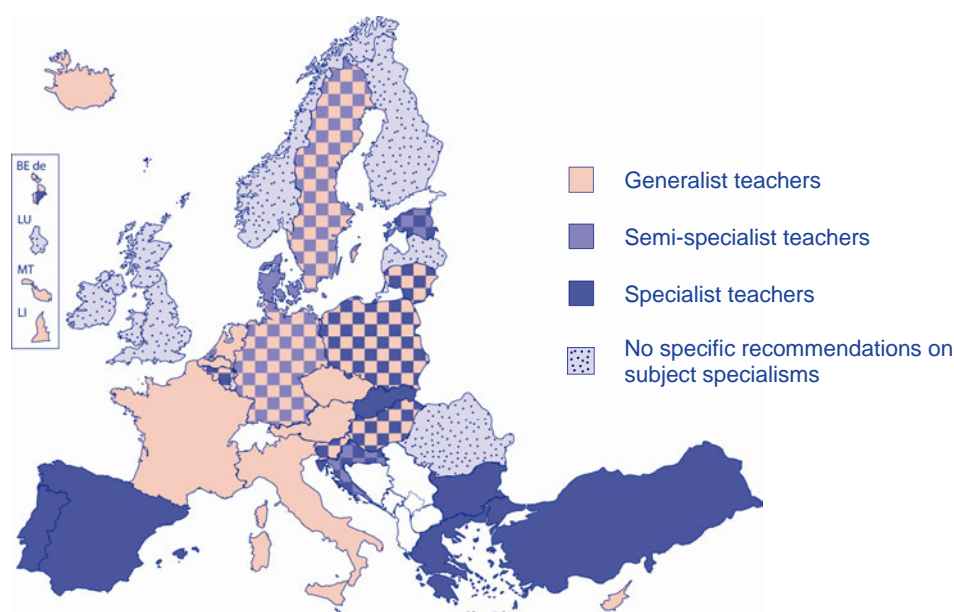 BE de
LU
MT
LI
Generalist teachers
Semi-specialist teachers
Specialist teachers
No specific recommendations on
subject specialisms